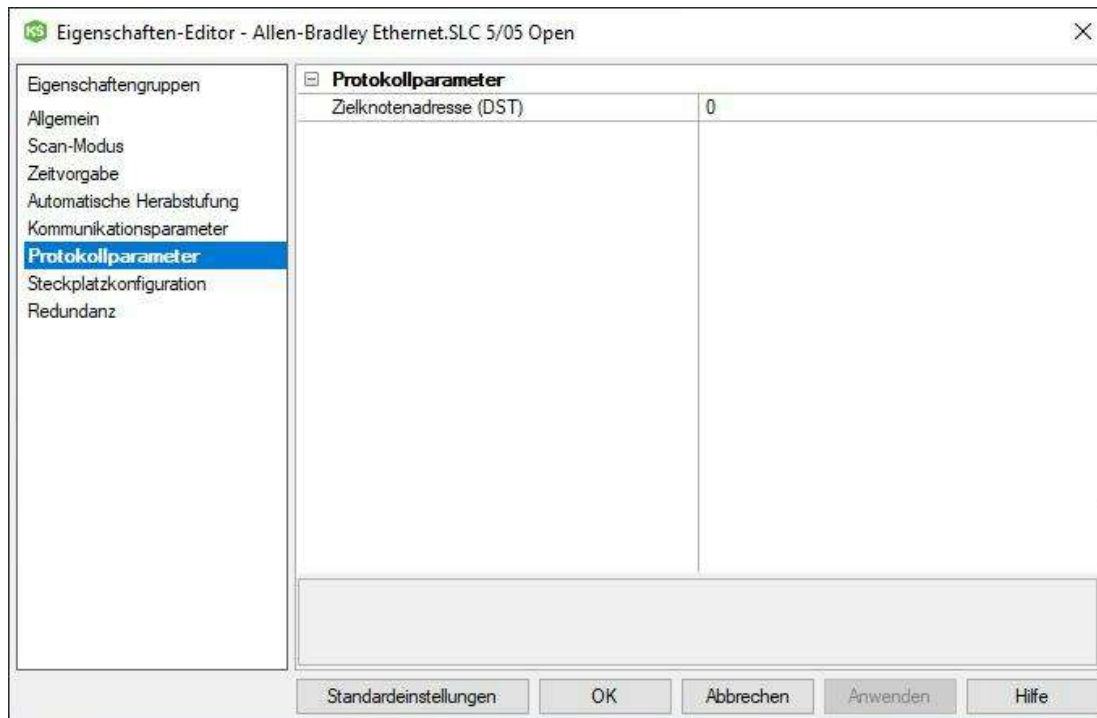 KS Eigenschaften-Editor - Allen-Bradley Ethernet.SLC 5/05 Open
Eigenschaftengruppen
Allgemein
Scan-Modus
Zeitvorgabe
Automatische Herabstufung
Kommunikationsparameter
Protokollparameter
Steckplatzkonfiguration
Redundanz
Protokollparameter
Zielknotenadresse (DST) 0
Standardeinstellungen OK Abbrechen Anwenden Hilfe